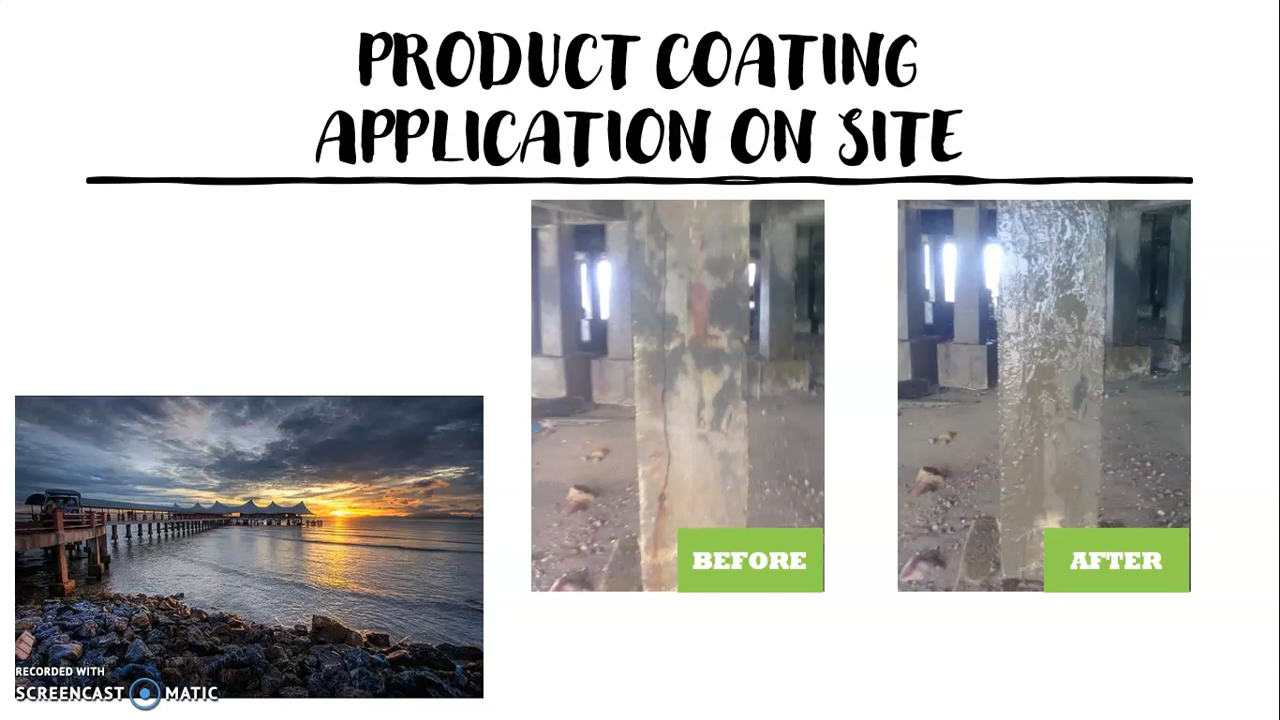 PRODUCT COATING
APPLICATION ON SITE
BEFORE
AFTER
RECORDED WITH
SCREENCAST MATIC